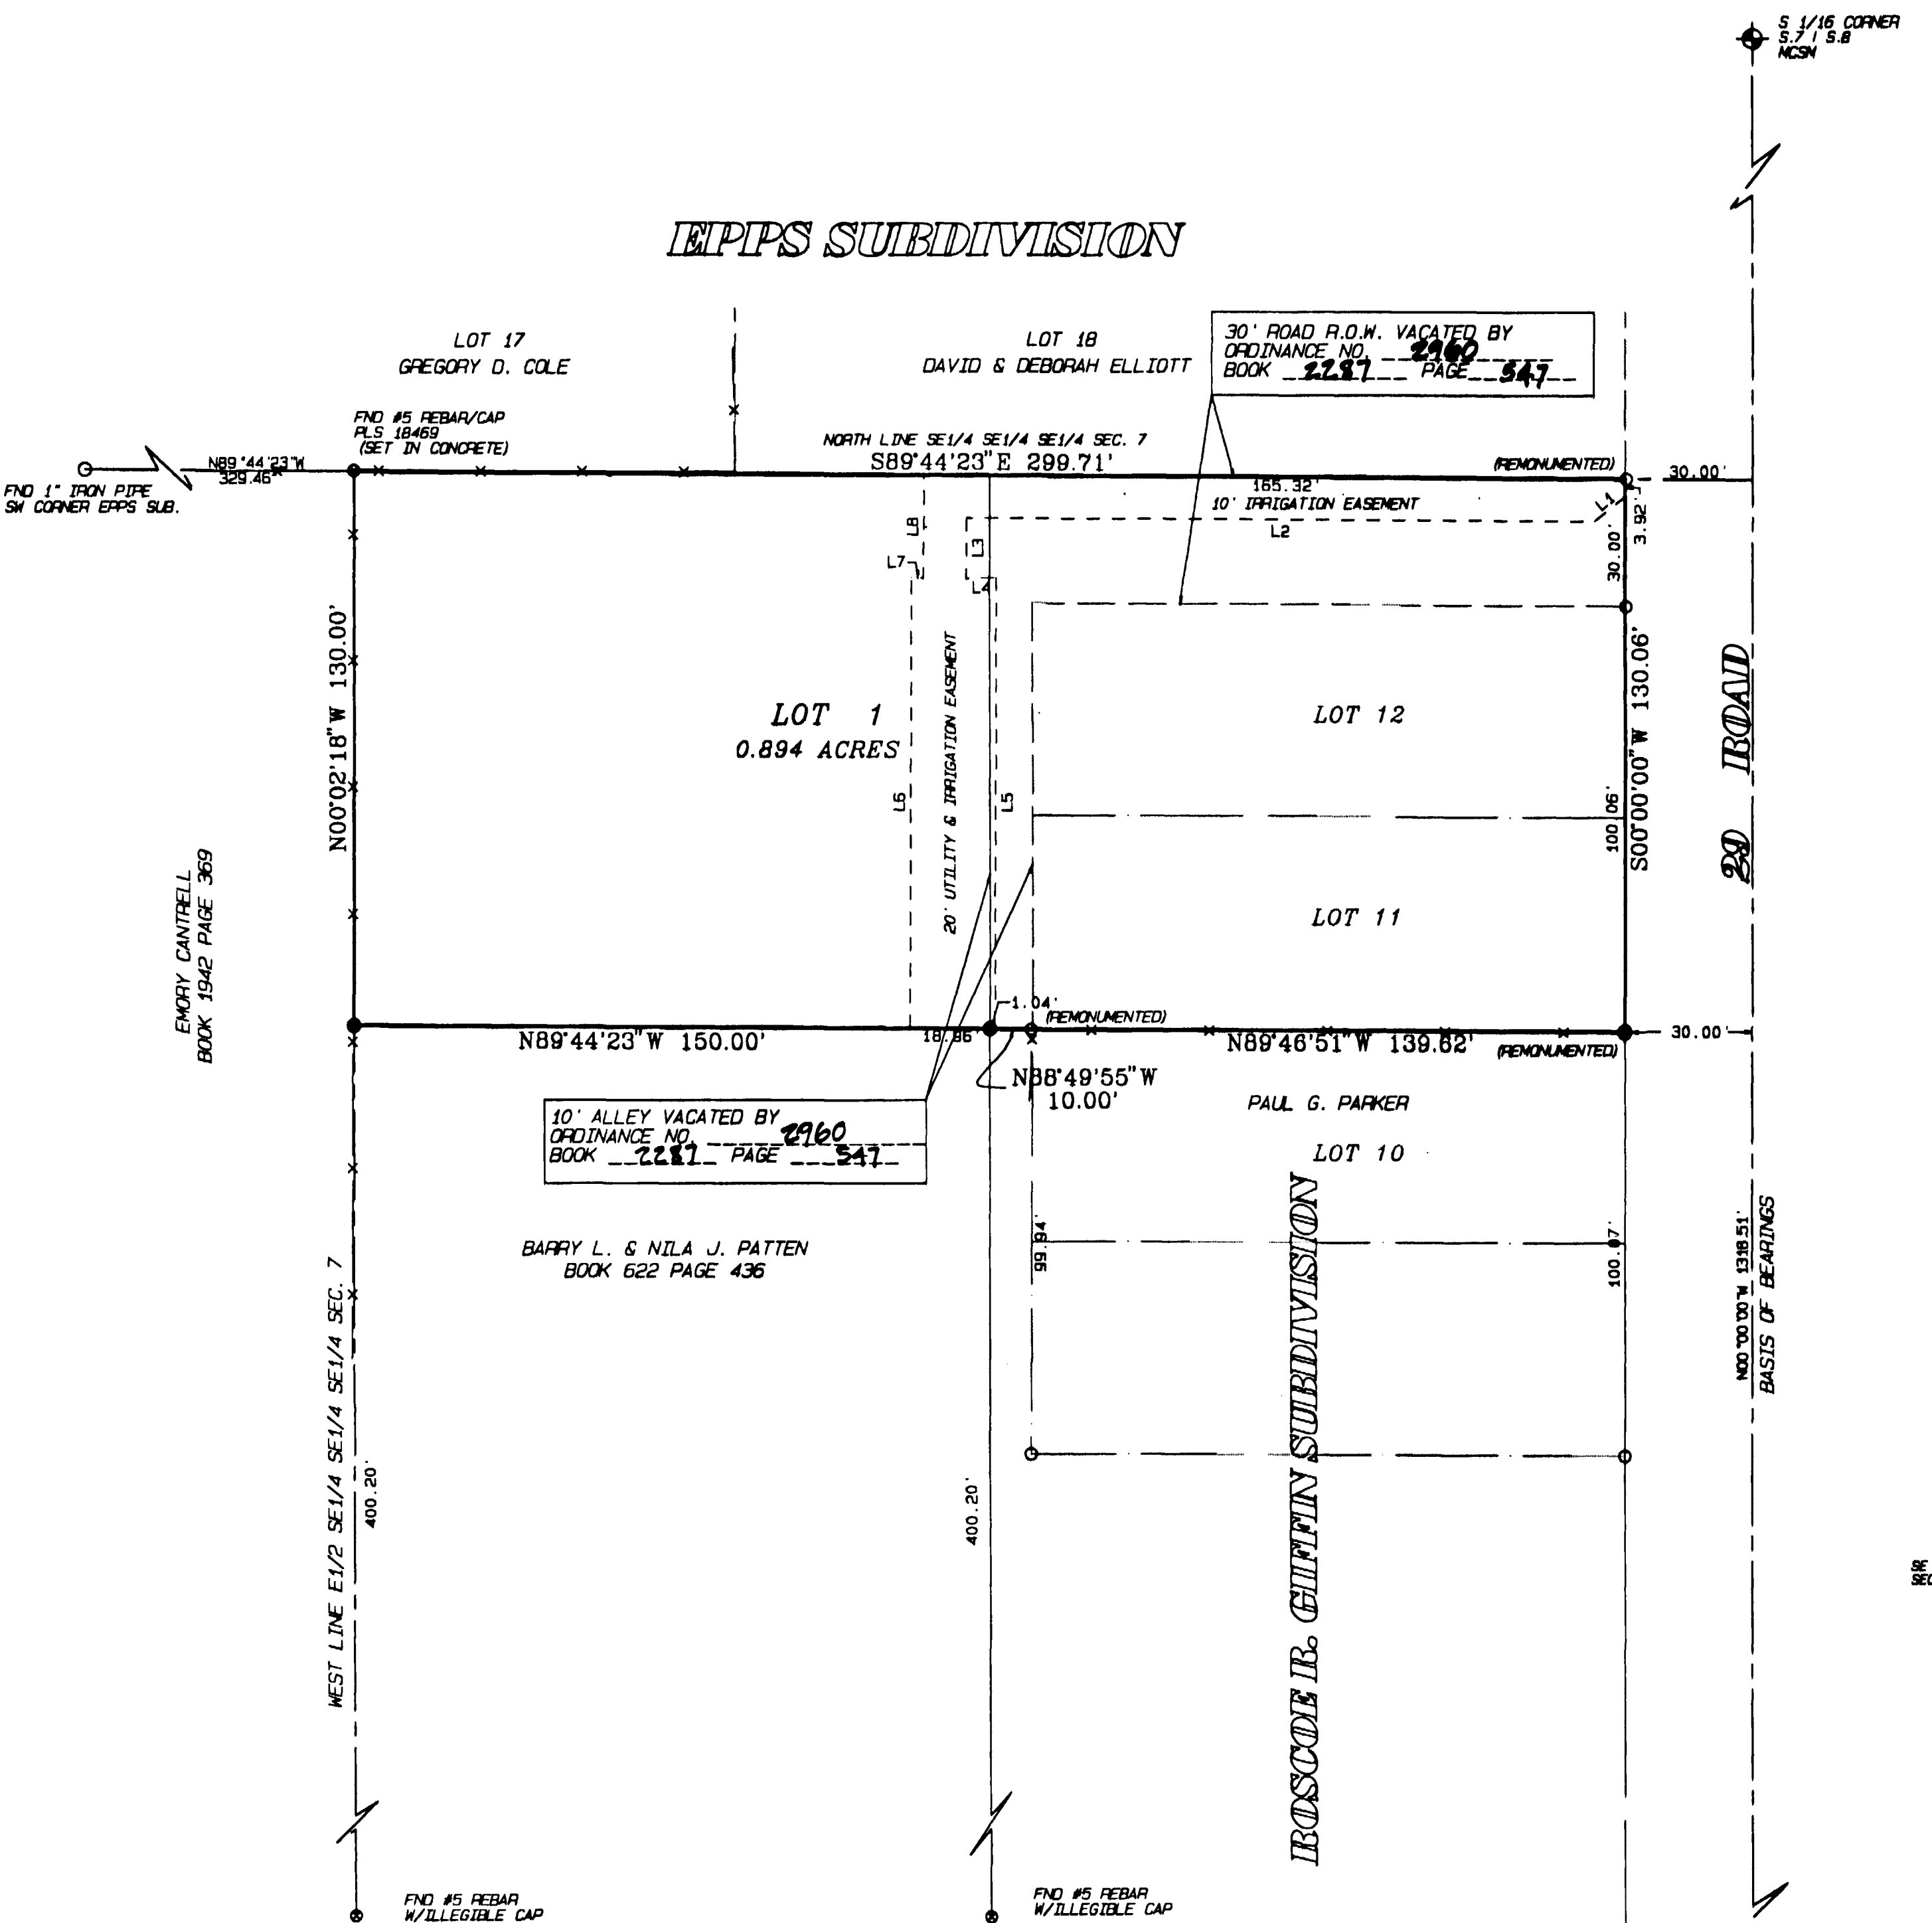 S 1/16 CORNER
S.7 | S.8
MCSM
EPPS SUBDIVISION
LOT 17
GREGORY D. COLE
LOT 18
DAVID & DEBORAH ELLIOTT
30' ROAD R.O.W. VACATED BY
ORDINANCE NO. 2960
BOOK 2287 PAGE 547
FND #5 REBAR/CAP
PLS 18469
(SET IN CONCRETE)
N89°44'23"W
329.46'
FND 1" IRON PIPE
SW CORNER EPPS SUB.
NORTH LINE SE1/4 SE1/4 SE1/4 SEC. 7
S89°44'23"E 299.71'
(REMONUMENTED)
30.00'
165.32'
10' IRRIGATION EASEMENT
L1
3.92'
L2
L8
L3
30.00'
L7
L4
N00°02'18"W 130.00'
20' UTILITY & IRRIGATION EASEMENT
LOT 1
0.894 ACRES
LOT 12
S00°00'00"W 130.06'
29 ROAD
L6
L5
100.06'
LOT 11
EMORY CANTRELL
BOOK 1942 PAGE 369
1.04'
(REMONUMENTED)
N89°44'23"W 150.00'
18.96'
N89°46'51"W 139.62'
(REMONUMENTED)
30.00'
N88°49'55"W
10.00'
PAUL G. PARKER
LOT 10
10' ALLEY VACATED BY
ORDINANCE NO. 2960
BOOK 2287 PAGE 547
BARRY L. & NILA J. PATTEN
BOOK 622 PAGE 436
99.94'
100.07'
N00°00'00"W 1318.51'
BASIS OF BEARINGS
WEST LINE E1/2 SE1/4 SE1/4 SE1/4 SEC. 7
400.20'
400.20'
ROSCOE R. GIFFIN SUBDIVISION
SE
SEC
FND #5 REBAR
W/ILLEGIBLE CAP
FND #5 REBAR
W/ILLEGIBLE CAP